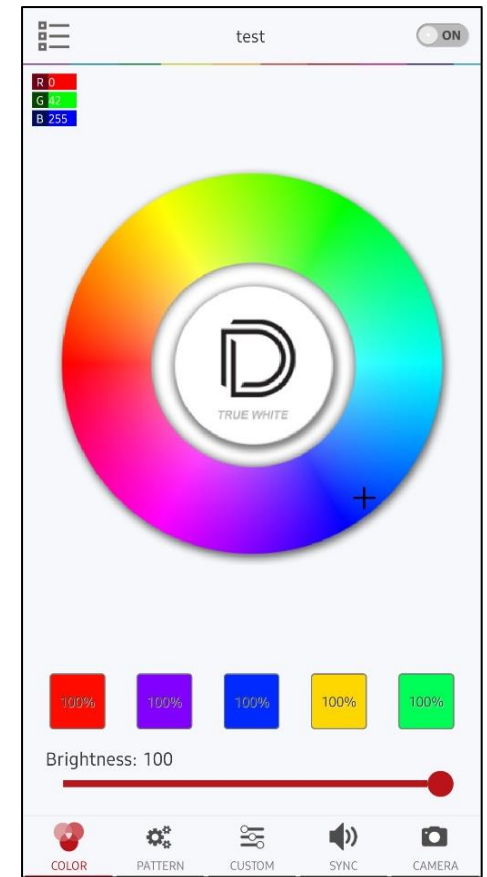 test
ON
R 0
G 42
B 255
TRUE WHITE
100% 100% 100% 100% 100%
Brightness: 100
COLOR PATTERN CUSTOM SYNC CAMERA